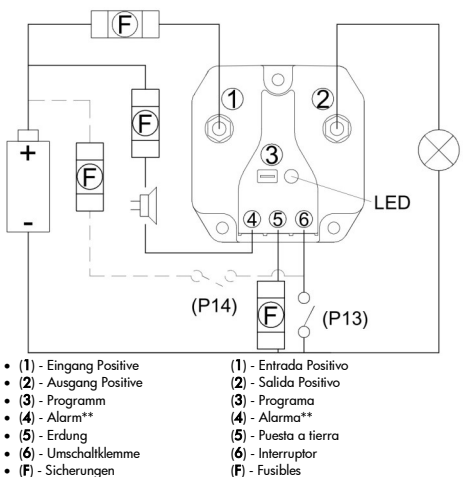 F
F
F
F
1
2
3
LED
4 5 6
+
-
(P14)
(P13)
• (1) - Eingang Positive
• (2) - Ausgang Positive
• (3) - Programm
• (4) - Alarm**
• (5) - Erdung
• (6) - Umschaltklemme
• (F) - Sicherungen
(1) - Entrada Positivo
(2) - Salida Positivo
(3) - Programa
(4) - Alarma**
(5) - Puesta a tierra
(6) - Interruptor
(F) - Fusibles